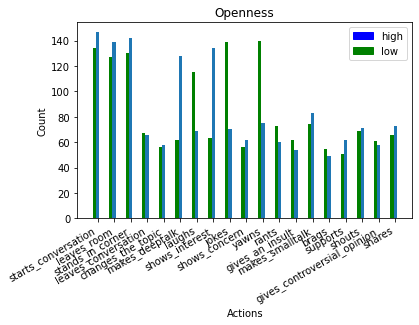 Openness
high
low
Count
140
120
100
80
60
40
20
0
starts_conversation
leaves_room
stands_in_corner
leaves_conversation
changes_the_topic
makes_deeptalk
laughs
shows_interest
jokes
shows_concern
yawns
rants
gives_an_insult
makes_smalltalk
brags
supports
shouts
gives_controversial_opinion
shares
Actions